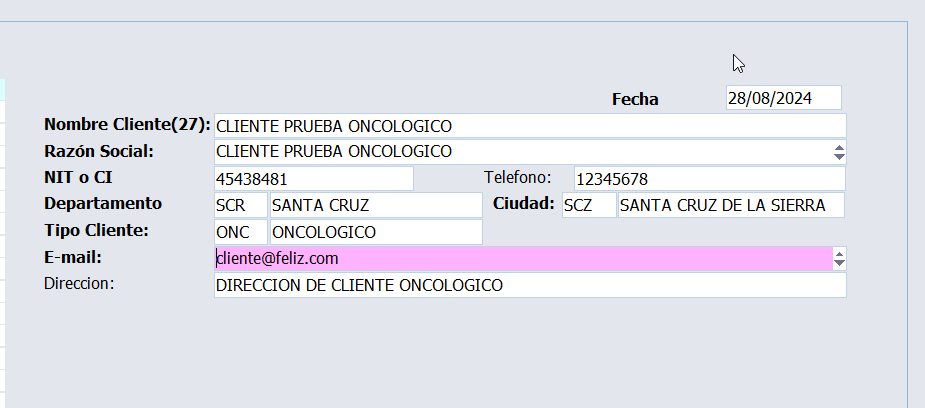 Fecha 28/08/2024
Nombre Cliente(27): CLIENTE PRUEBA ONCOLOGICO
Razón Social: CLIENTE PRUEBA ONCOLOGICO
NIT o CI 45438481 Telefono: 12345678
Departamento SCR SANTA CRUZ Ciudad: SCZ SANTA CRUZ DE LA SIERRA
Tipo Cliente: ONC ONCOLOGICO
E-mail: cliente@feliz.com
Direccion: DIRECCION DE CLIENTE ONCOLOGICO